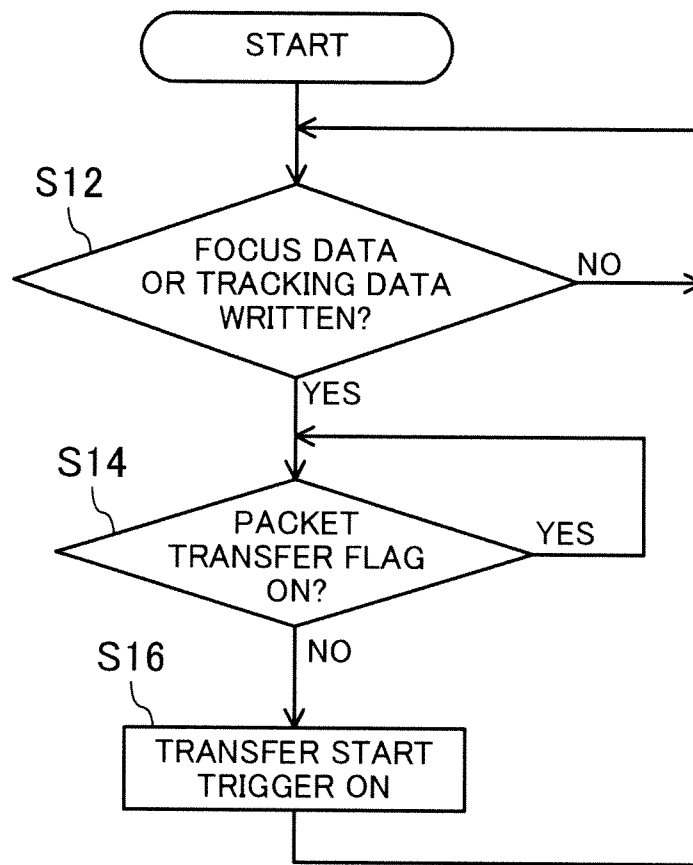 START
S12
FOCUS DATA
OR TRACKING DATA
WRITTEN?
NO
YES
S14
PACKET
TRANSFER FLAG
ON?
YES
NO
S16
TRANSFER START
TRIGGER ON